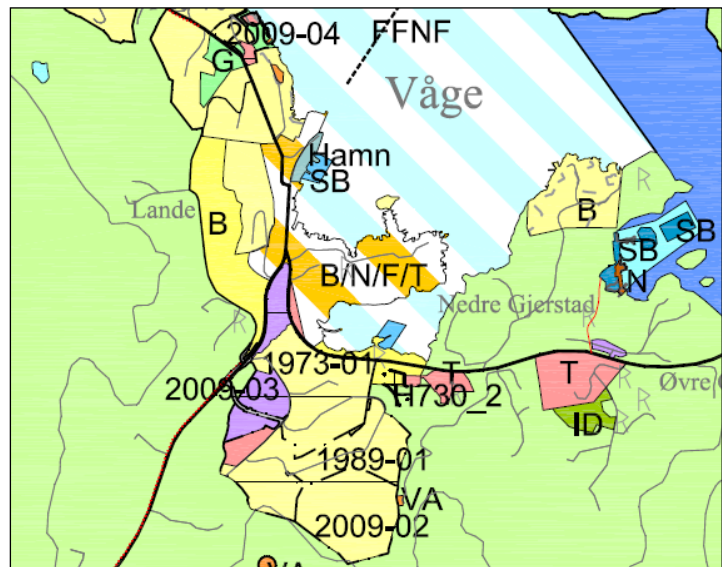 2009-04
FFNF
G
Våge
Hamn
SB
Lande
B
B
R
SB
SB
B/N/F/T
N
Nedre Gjerstad
R
R
1973-01
2009-03
T
T
R
Øvre
H730_2
ID
R
R
1989-01
VA
2009-02
VA